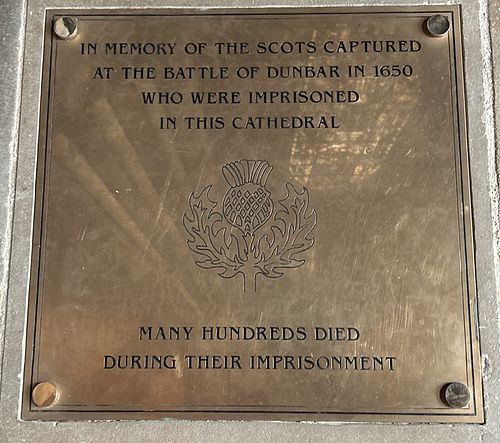 IN MEMORY OF THE SCOTS CAPTURED
AT THE BATTLE OF DUNBAR IN 1650
WHO WERE IMPRISONED
IN THIS CATHEDRAL
MANY HUNDREDS DIED
DURING THEIR IMPRISONMENT